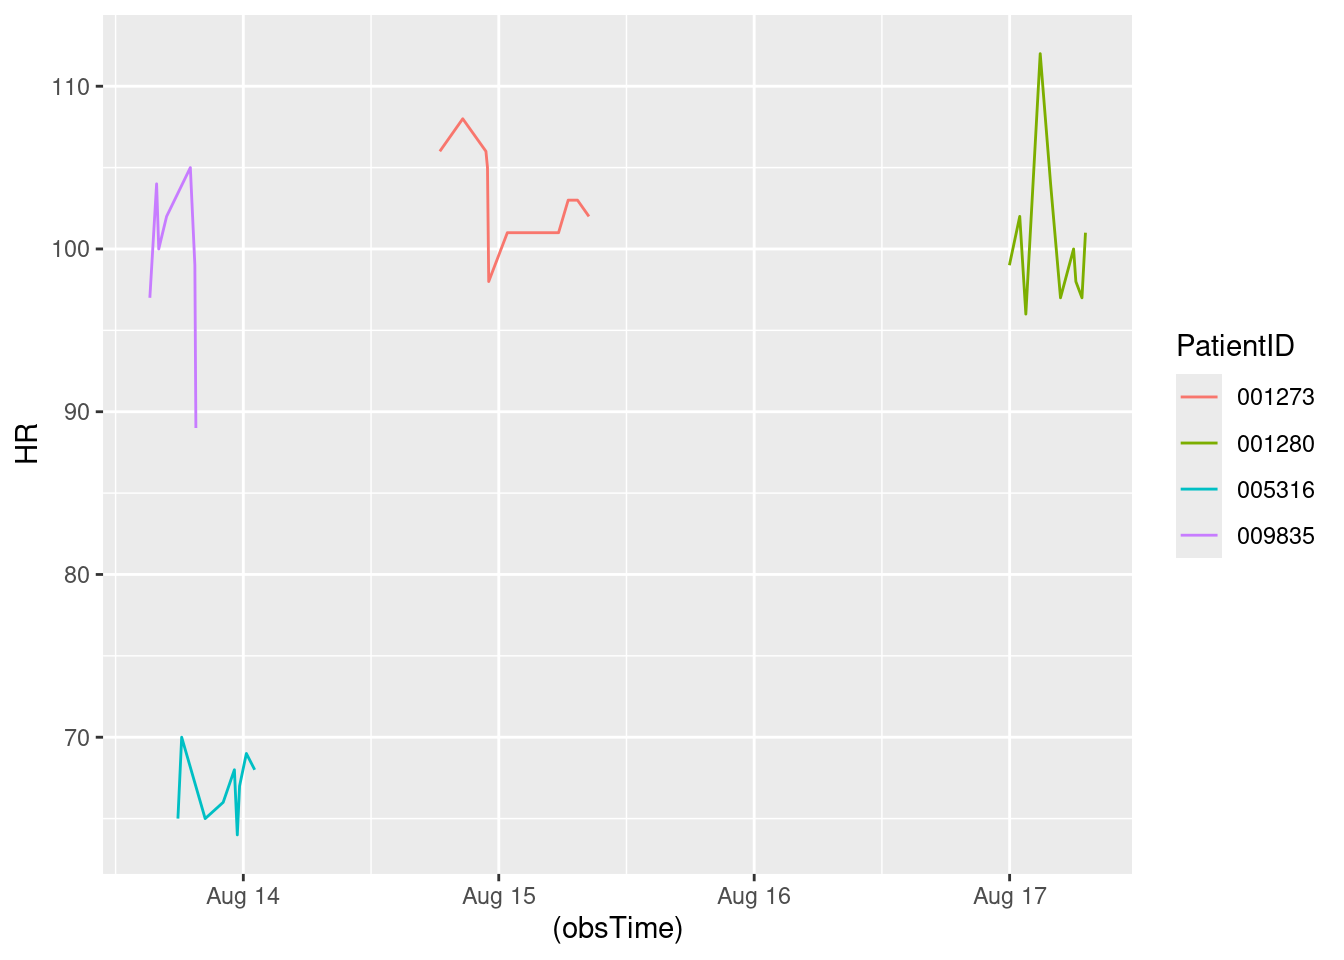 110
100
90
80
70
HR
Aug 14
Aug 15
Aug 16
Aug 17
(obsTime)
PatientID
001273
001280
005316
009835